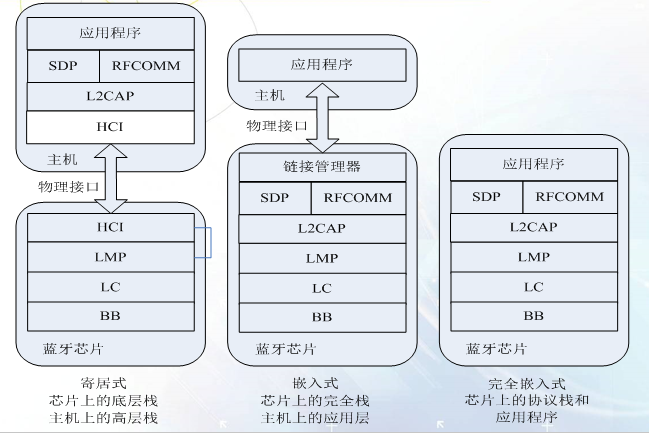 应用程序
SDP RFCOMM
L2CAP
HCI
主机
物理接口
HCI
LMP
LC
BB
蓝牙芯片
寄居式
芯片上的底层栈
主机上的高层栈
应用程序
主机
物理接口
链接管理器
SDP RFCOMM
L2CAP
LMP
LC
BB
蓝牙芯片
嵌入式
芯片上的完全栈
主机上的应用层
应用程序
SDP RFCOMM
L2CAP
LMP
LC
BB
蓝牙芯片
完全嵌入式
芯片上的协议栈和
应用程序